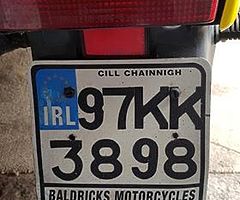 CILL CHAINNIGH
IRL 97KK
3898
BALDRICKS MOTORCYCLES